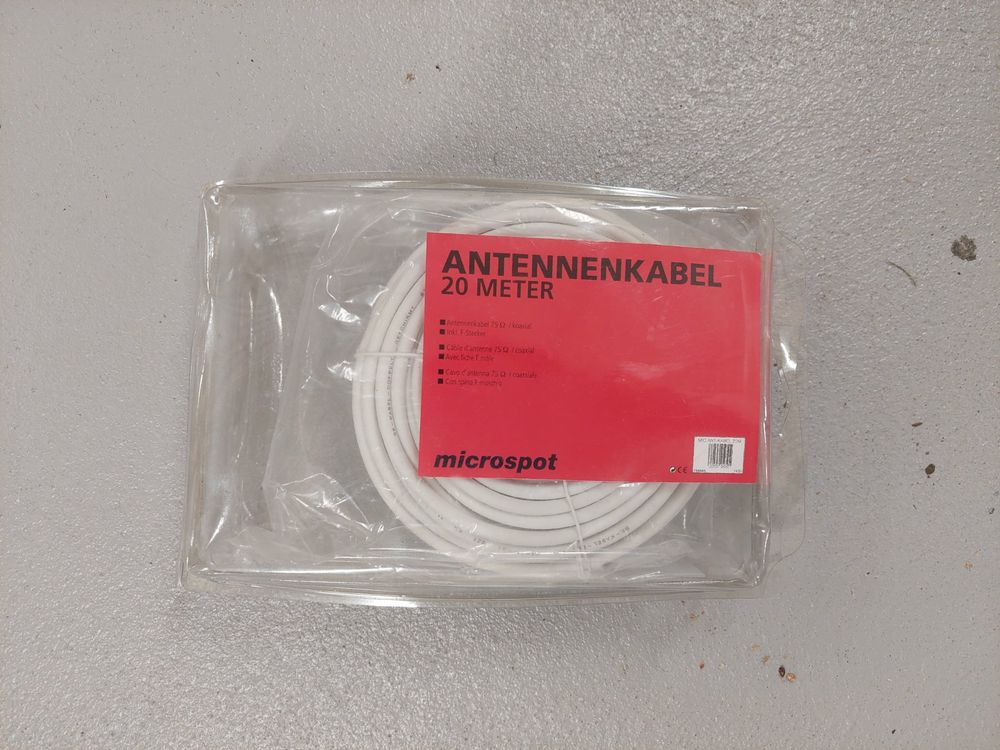 ANTENNENKABEL
20 METER
Antennenkabel 75 Ω / koaxial
Inkl. F-Stecker
Câble d'antenne 75 Ω / coaxial
Avec fiche F mâle
Cavo d'antenna 75 Ω / coassiale
Con spina F maschio
microspot
CE